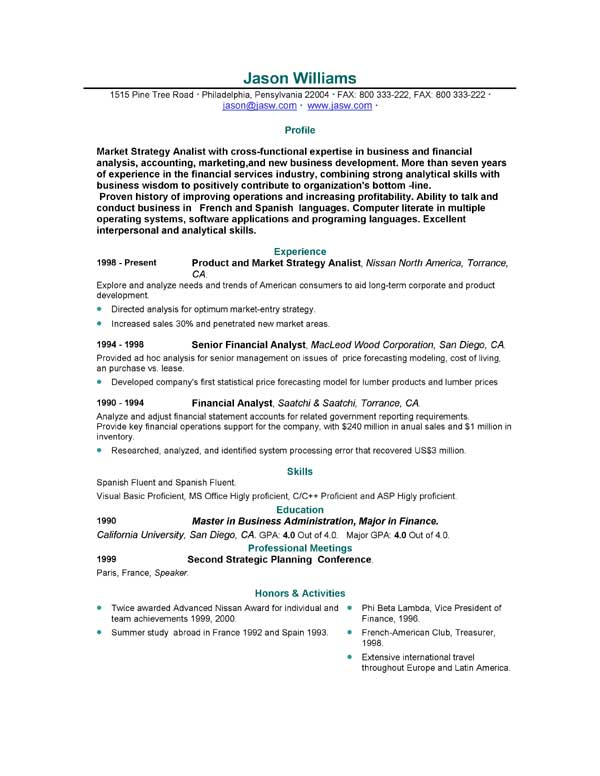 Jason Williams
1515 Pine Tree Road · Philadelphia, Pensylvania 22004 · FAX: 800 333-222, FAX: 800 333-222 ·
jason@jasw.com · www.jasw.com ·
Profile
Market Strategy Analist with cross-functional expertise in business and financial
analysis, accounting, marketing,and new business development. More than seven years
of experience in the financial services industry, combining strong analytical skills with
business wisdom to positively contribute to organization's bottom -line.
Proven history of improving operations and increasing profitability. Ability to talk and
conduct business in French and Spanish languages. Computer literate in multiple
operating systems, software applications and programing languages. Excellent
interpersonal and analytical skills.
Experience
1998 - Present Product and Market Strategy Analist, Nissan North America, Torrance,
CA.
Explore and analyze needs and trends of American consumers to aid long-term corporate and product
development.
• Directed analysis for optimum market-entry strategy.
• Increased sales 30% and penetrated new market areas.
1994 - 1998 Senior Financial Analyst, MacLeod Wood Corporation, San Diego, CA.
Provided ad hoc analysis for senior management on issues of price forecasting modeling, cost of living,
an purchase vs. lease.
• Developed company's first statistical price forecasting model for lumber products and lumber prices
1990 - 1994 Financial Analyst, Saatchi & Saatchi, Torrance, CA.
Analyze and adjust financial statement accounts for related government reporting requirements.
Provide key financial operations support for the company, with $240 million in anual sales and $1 million in
inventory.
• Researched, analyzed, and identified system processing error that recovered US$3 million.
Skills
Spanish Fluent and Spanish Fluent.
Visual Basic Proficient, MS Office Higly proficient, C/C++ Proficient and ASP Higly proficient.
Education
1990 Master in Business Administration, Major in Finance.
California University, San Diego, CA. GPA: 4.0 Out of 4.0. Major GPA: 4.0 Out of 4.0.
Professional Meetings
1999 Second Strategic Planning Conference.
Paris, France, Speaker.
Honors & Activities
• Twice awarded Advanced Nissan Award for individual and
team achievements 1999, 2000.
• Summer study abroad in France 1992 and Spain 1993.
• Phi Beta Lambda, Vice President of
Finance, 1996.
• French-American Club, Treasurer,
1998.
• Extensive international travel
throughout Europe and Latin America.